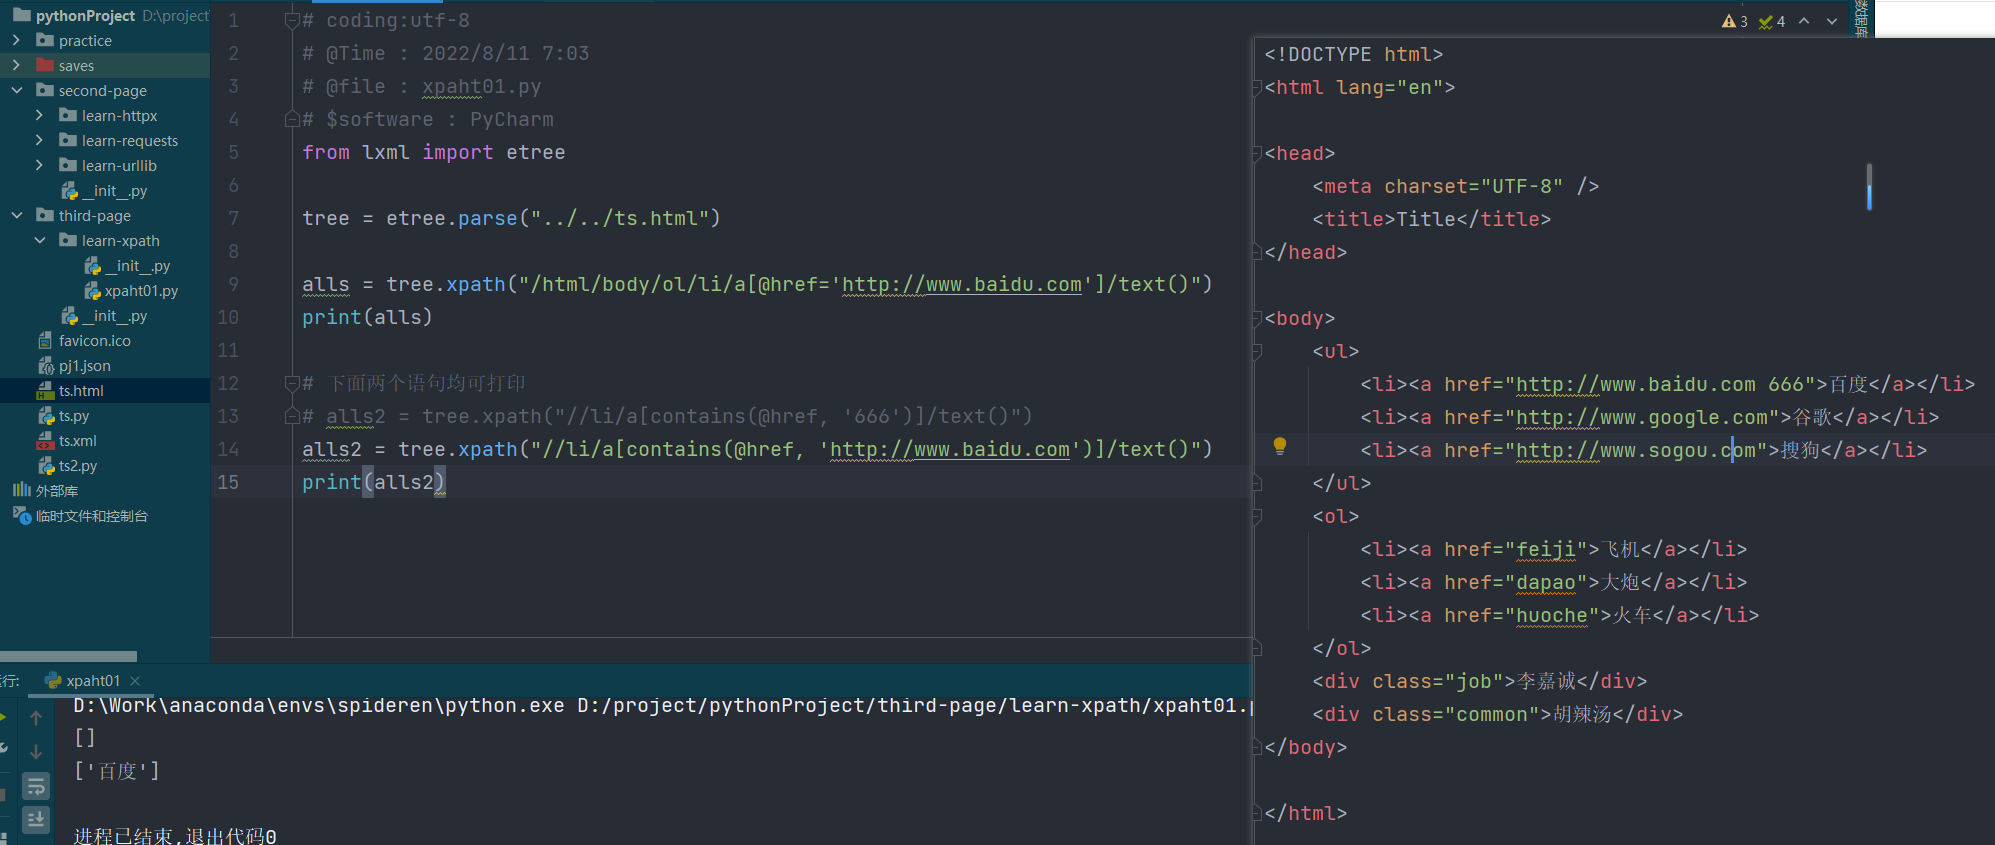 pythonProject D:\project
practice
saves
second-page
learn-httpx
learn-requests
learn-urllib
__init__.py
third-page
learn-xpath
__init__.py
xpaht01.py
__init__.py
favicon.ico
pj1.json
ts.html
ts.py
ts.xml
ts2.py
外部库
临时文件和控制台
1 # coding:utf-8
2 # @Time : 2022/8/11 7:03
3 # @file : xpaht01.py
4 # $software : PyCharm
5 from lxml import etree
6
7 tree = etree.parse("../../ts.html")
8
9 alls = tree.xpath("/html/body/ol/li/a[@href='http://www.baidu.com']/text()")
10 print(alls)
11
12 # 下面两个语句均可打印
13 # alls2 = tree.xpath("//li/a[contains(@href, '666')]/text()")
14 alls2 = tree.xpath("//li/a[contains(@href, 'http://www.baidu.com')]/text()")
15 print(alls2)
3 4
数据库
<!DOCTYPE html>
<html lang="en">
<head>
<meta charset="UTF-8" />
<title>Title</title>
</head>
<body>
<ul>
<li><a href="http://www.baidu.com 666">百度</a></li>
<li><a href="http://www.google.com">谷歌</a></li>
<li><a href="http://www.sogou.com">搜狗</a></li>
</ul>
<ol>
<li><a href="feiji">飞机</a></li>
<li><a href="dapao">大炮</a></li>
<li><a href="huoche">火车</a></li>
</ol>
<div class="job">李嘉诚</div>
<div class="common">胡辣汤</div>
</body>
</html>
行: xpaht01
D:\Work\anaconda\envs\spideren\python.exe D:/project/pythonProject/third-page/learn-xpath/xpaht01.p
[]
['百度']
进程已结束,退出代码0